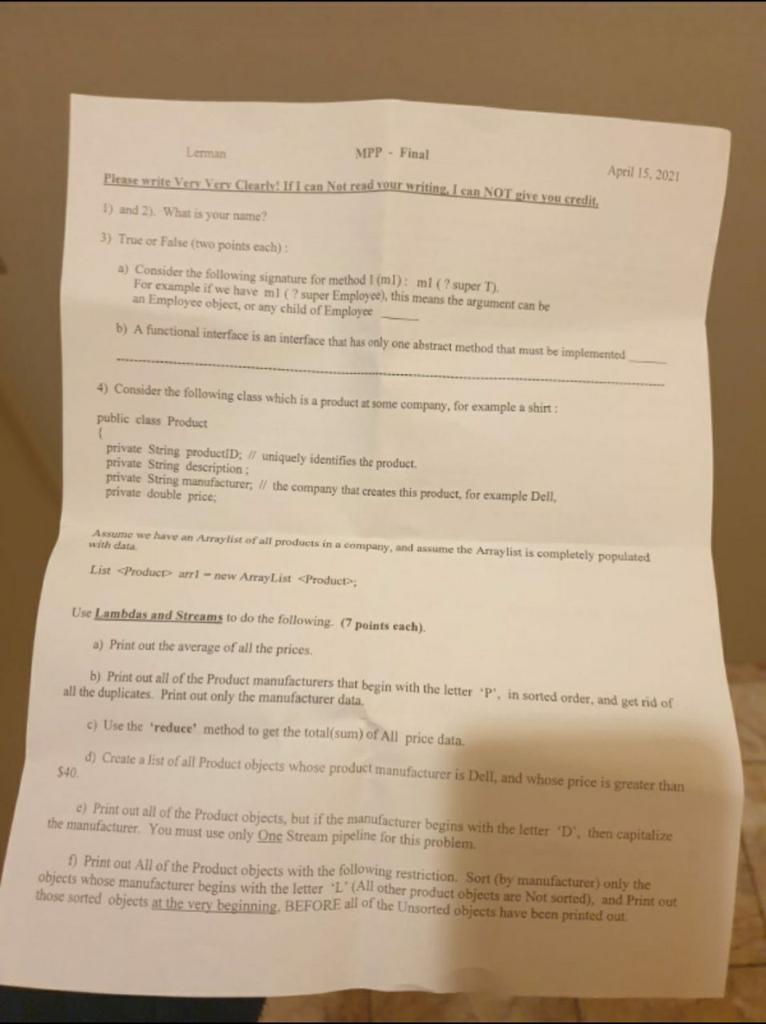 Lerman MPP - Final April 15, 2021
Please write Very Very Clearly! If I can Not read your writing, I can NOT give you credit.
1) and 2). What is your name?
3) True or False (two points each) :
a) Consider the following signature for method 1 (m1) : m1 ( ? super T).
For example if we have m1 ( ? super Employee), this means the argument can be
an Employee object, or any child of Employee ______
b) A functional interface is an interface that has only one abstract method that must be implemented ______
--------------------------------------------------------------------------------
4) Consider the following class which is a product at some company, for example a shirt :
public class Product
{
private String productID; // uniquely identifies the product.
private String description ;
private String manufacturer; // the company that creates this product, for example Dell,
private double price;
Assume we have an Arraylist of all products in a company, and assume the Arraylist is completely populated
with data.
List <Product> arr1 = new ArrayList <Product>;
Use Lambdas and Streams to do the following. (7 points each).
a) Print out the average of all the prices.
b) Print out all of the Product manufacturers that begin with the letter 'P', in sorted order, and get rid of
all the duplicates. Print out only the manufacturer data.
c) Use the 'reduce' method to get the total(sum) of All price data.
d) Create a list of all Product objects whose product manufacturer is Dell, and whose price is greater than
$40.
e) Print out all of the Product objects, but if the manufacturer begins with the letter 'D', then capitalize
the manufacturer. You must use only One Stream pipeline for this problem.
f) Print out All of the Product objects with the following restriction. Sort (by manufacturer) only the
objects whose manufacturer begins with the letter 'L' (All other product objects are Not sorted), and Print out
those sorted objects at the very beginning, BEFORE all of the Unsorted objects have been printed out.